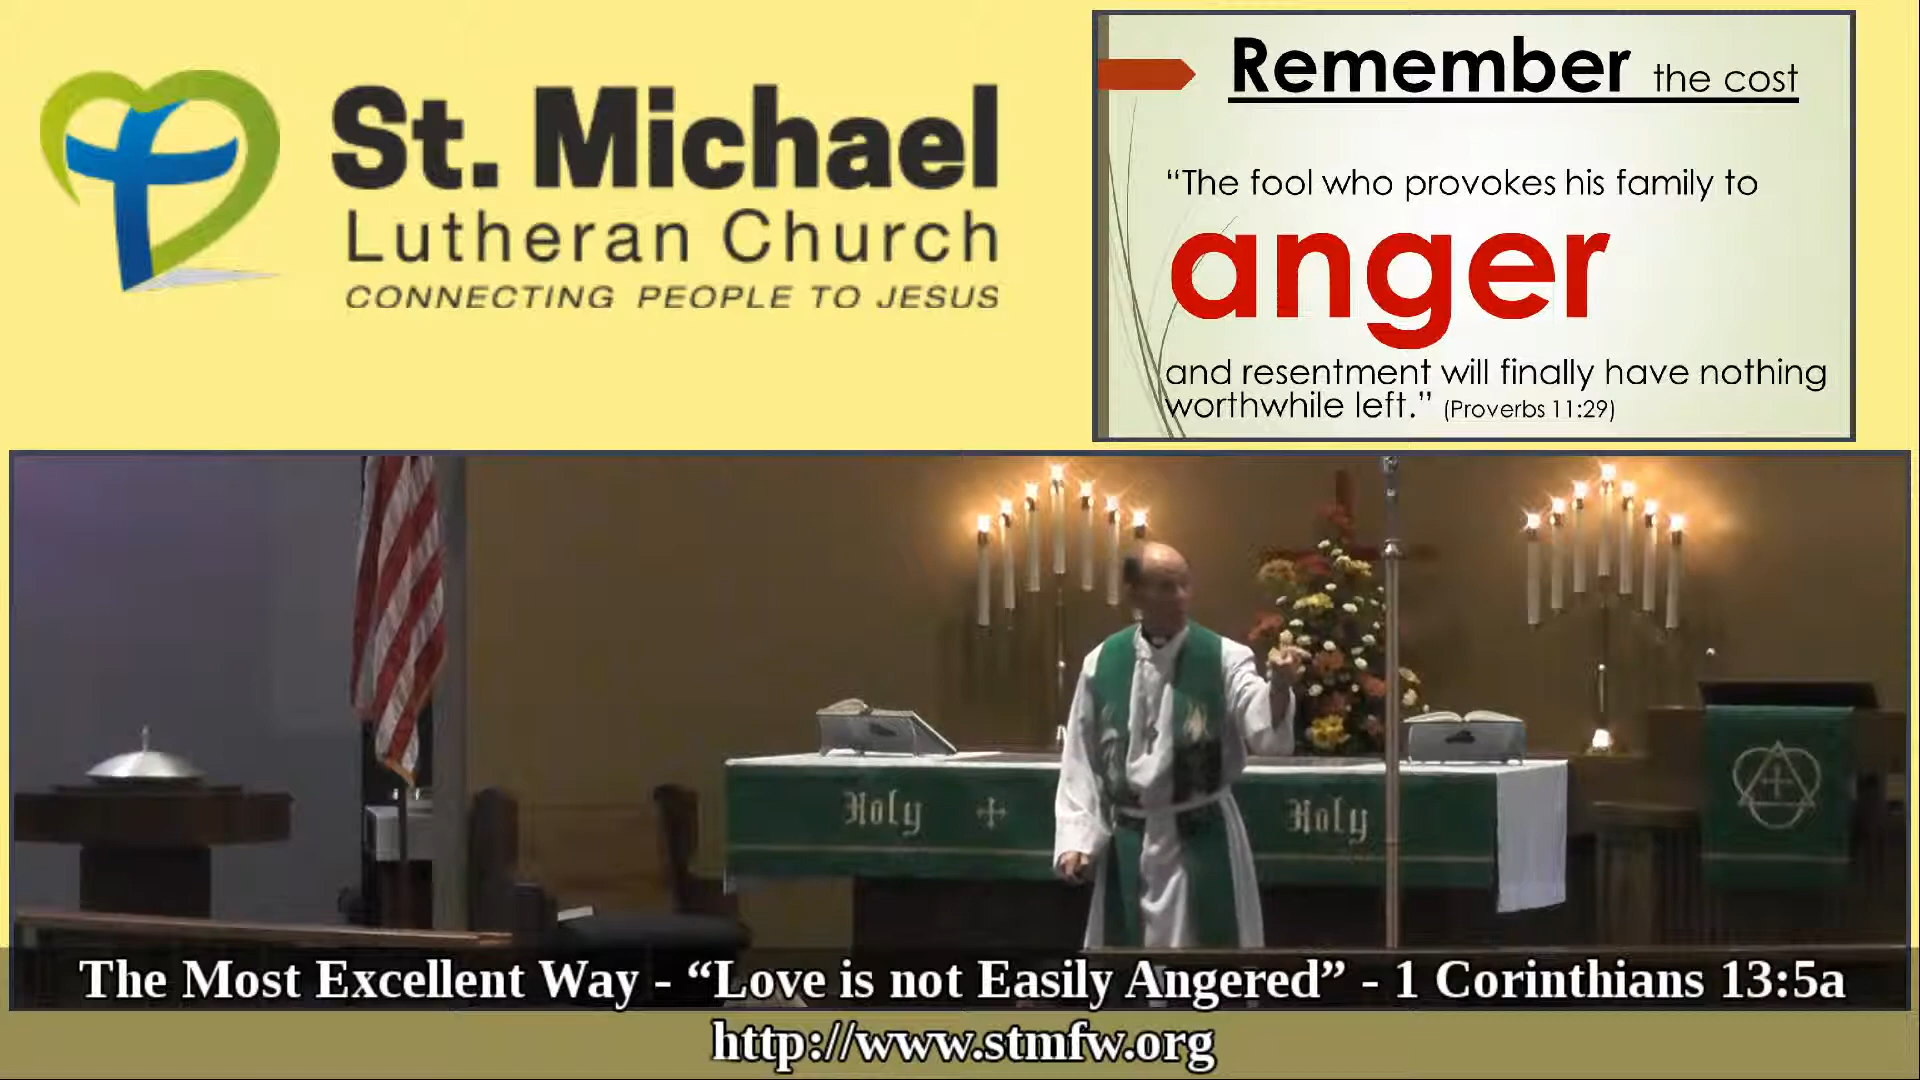 St. Michael
Lutheran Church
CONNECTING PEOPLE TO JESUS
Remember the cost
“The fool who provokes his family to
anger
and resentment will finally have nothing
worthwhile left.” (Proverbs 11:29)
Holy Holy
The Most Excellent Way - “Love is not Easily Angered” - 1 Corinthians 13:5a
http://www.stmfw.org